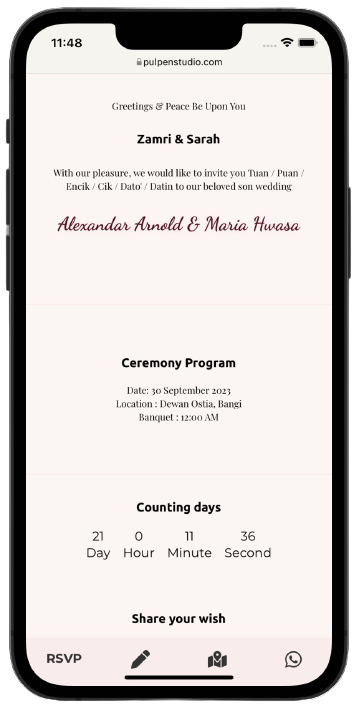 11:48
pulpenstudio.com
Greetings & Peace Be Upon You
Zamri & Sarah
With our pleasure, we would like to invite you Tuan / Puan /
Encik / Cik / Dato' / Datin to our beloved son wedding
Alexandar Arnold & Maria Hwasa
Ceremony Program
Date: 30 September 2023
Location : Dewan Ostia, Bangi
Banquet : 12:00 AM
Counting days
21 0 11 36
Day Hour Minute Second
Share your wish
RSVP